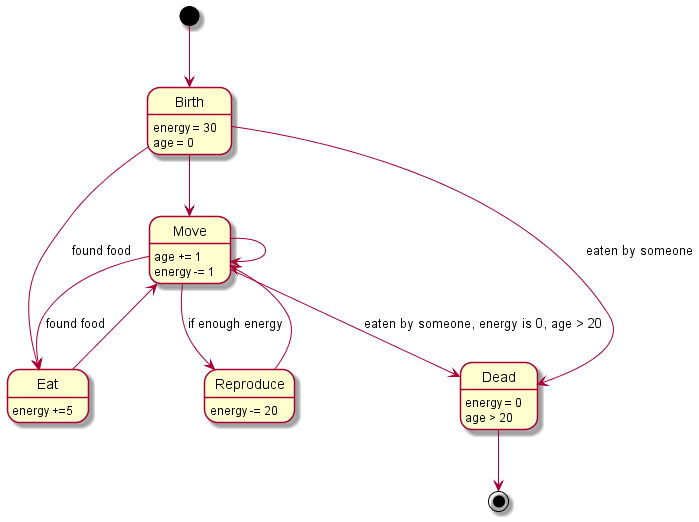 Birth
energy = 30
age = 0
found food
eaten by someone
Move
age += 1
energy -= 1
found food
if enough energy
eaten by someone, energy is 0, age > 20
Eat
energy +=5
Reproduce
energy -= 20
Dead
energy = 0
age > 20